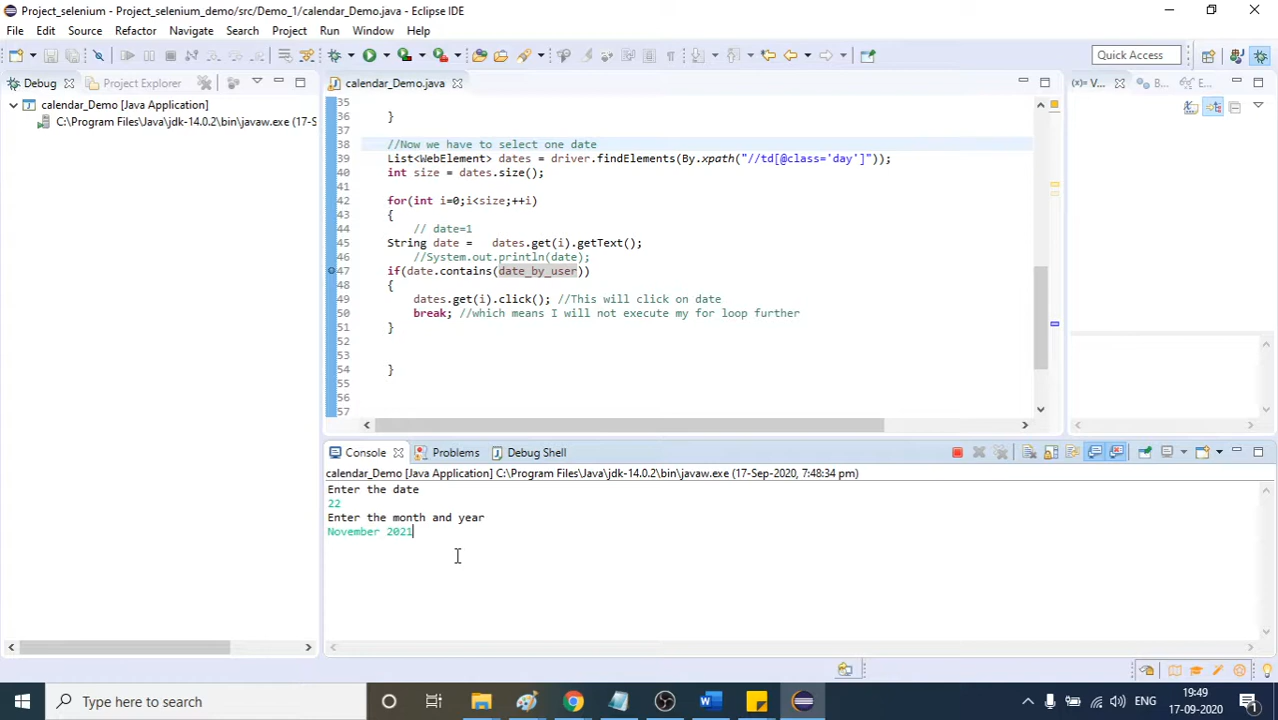 Project_selenium - Project_selenium_demo/src/Demo_1/calendar_Demo.java - Eclipse IDE
File Edit Source Refactor Navigate Search Project Run Window Help
Quick Access
Debug Project Explorer
calendar_Demo.java
(x)= V... B... E...
calendar_Demo [Java Application]
C:\Program Files\Java\jdk-14.0.2\bin\javaw.exe (17-S
35
36 }
37
38 //Now we have to select one date
39 List<WebElement> dates = driver.findElements(By.xpath("//td[@class='day']"));
40 int size = dates.size();
41
42 for(int i=0;i<size;++i)
43 {
44 // date=1
45 String date = dates.get(i).getText();
46 //System.out.println(date);
47 if(date.contains(date_by_user))
48 {
49 dates.get(i).click(); //This will click on date
50 break; //which means I will not execute my for loop further
51 }
52
53
54 }
55
56
57
Console Problems Debug Shell
calendar_Demo [Java Application] C:\Program Files\Java\jdk-14.0.2\bin\javaw.exe (17-Sep-2020, 7:48:34 pm)
Enter the date
22
Enter the month and year
November 2021
Type here to search
ENG
19:49
17-09-2020
1